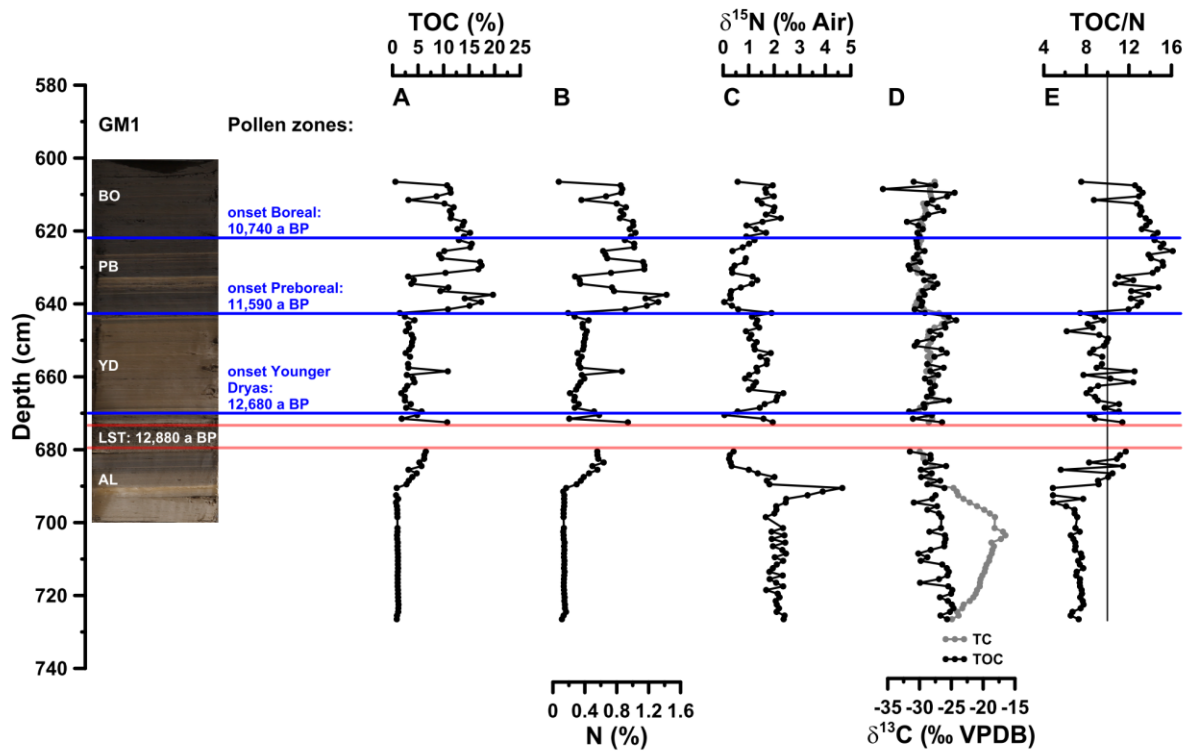 TOC (%)
0 5 10 15 20 25
δ15N (‰ Air)
0 1 2 3 4 5
TOC/N
4 8 12 16
580
600
620
640
660
680
700
720
740
Depth (cm)
GM1
Pollen zones:
A
B
C
D
E
BO
onset Boreal:
10,740 a BP
PB
onset Preboreal:
11,590 a BP
YD
onset Younger
Dryas:
12,680 a BP
LST: 12,880 a BP
AL
TC
TOC
0 0.4 0.8 1.2 1.6
N (%)
-35 -30 -25 -20 -15
δ13C (‰ VPDB)